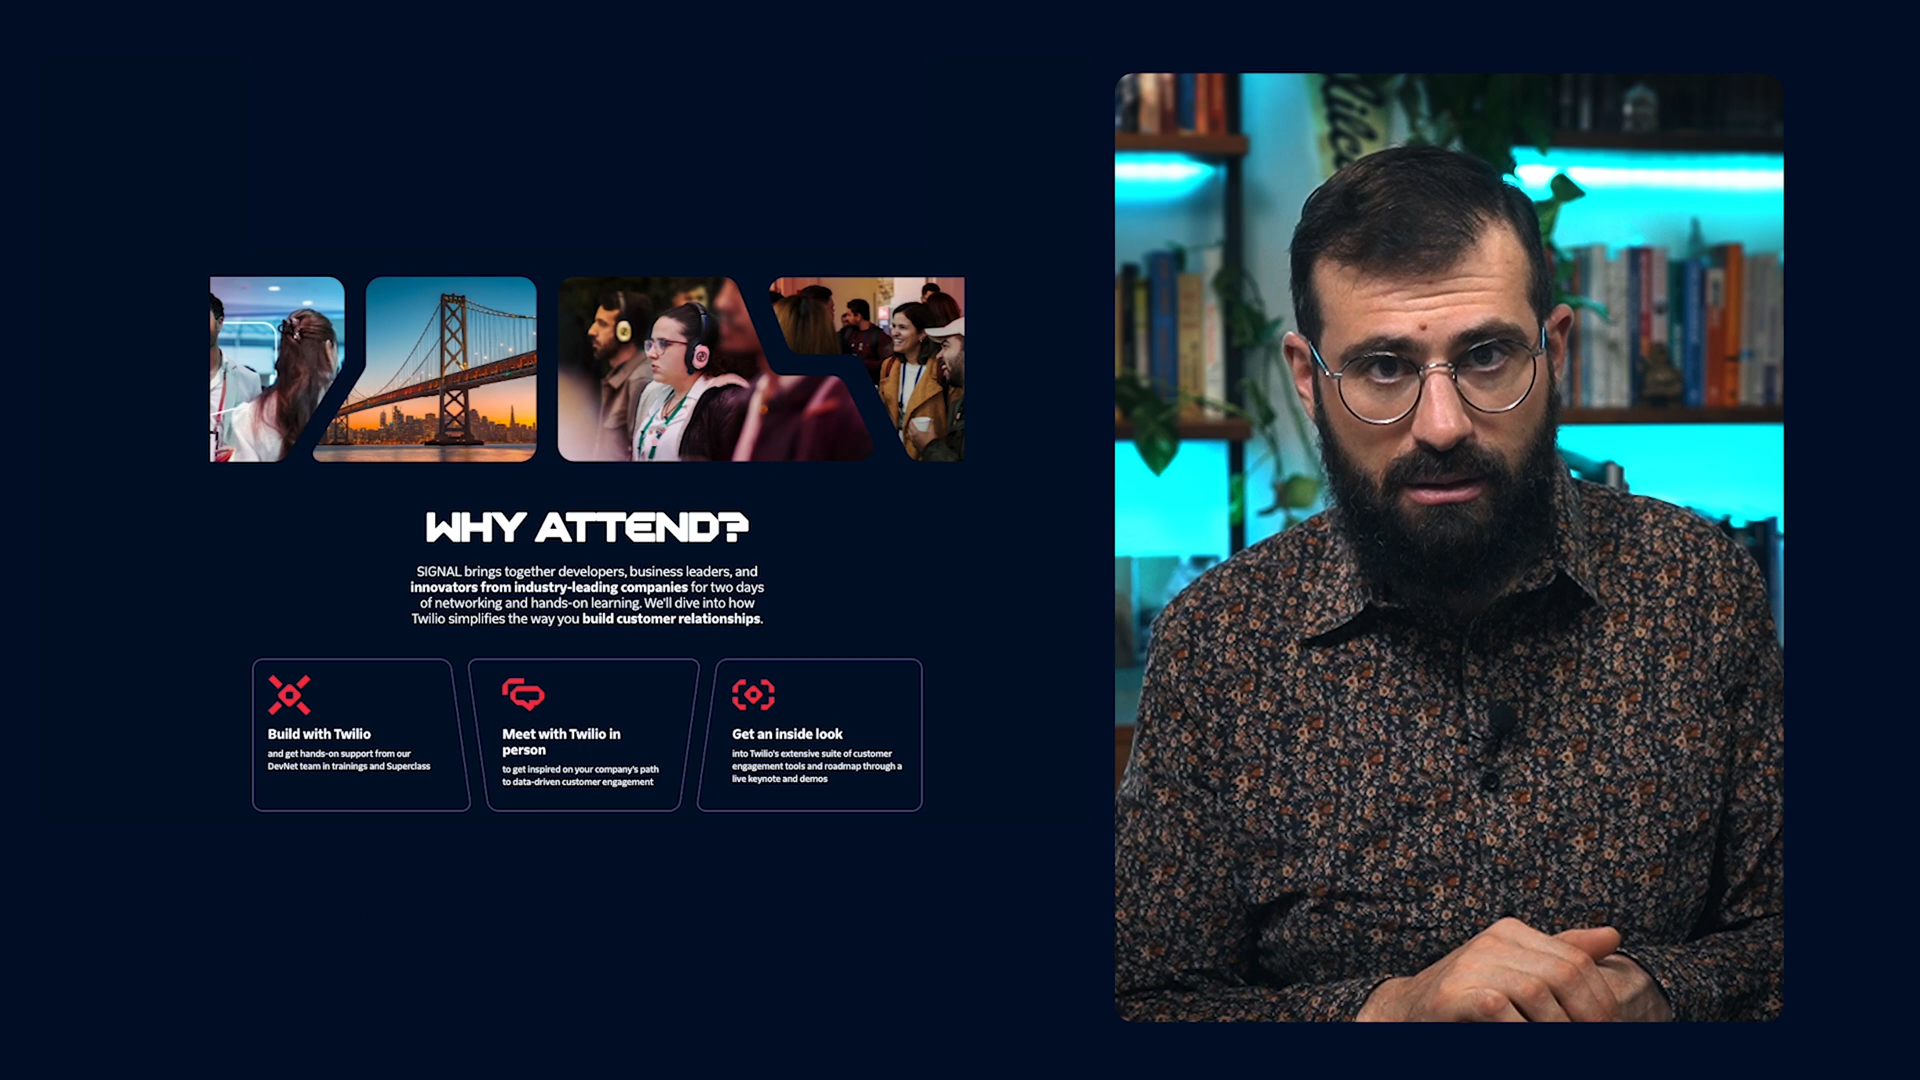 WHY ATTEND?
SIGNAL brings together developers, business leaders, and
innovators from industry-leading companies for two days
of networking and hands-on learning. We'll dive into how
Twilio simplifies the way you build customer relationships.
Build with Twilio
and get hands-on support from our
DevNet team in trainings and Superclass
Meet with Twilio in
person
to get inspired on your company's path
to data-driven customer engagement
Get an inside look
into Twilio's extensive suite of customer
engagement tools and roadmap through a
live keynote and demos